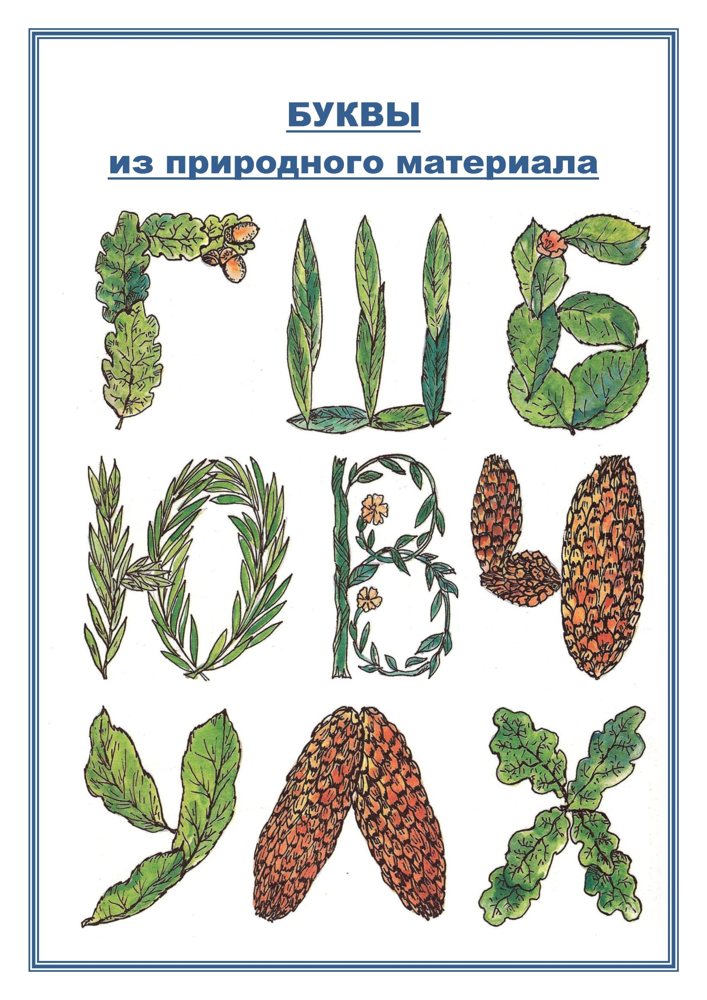 БУКВЫ
из природного материала
Г Ш Б
Ю В Ч
У Л Х